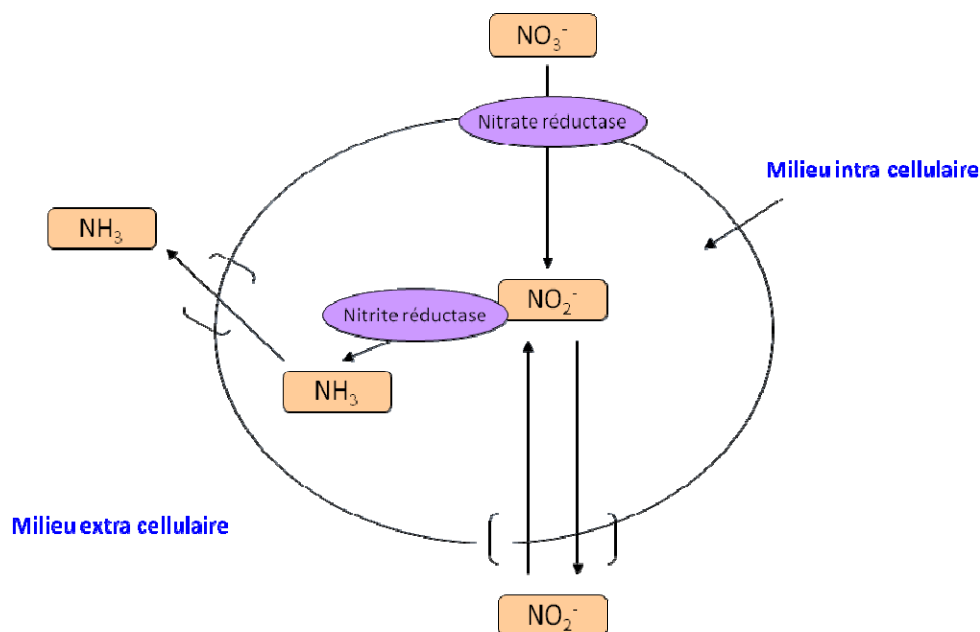 NO₃⁻
Nitrate réductase
Milieu intra cellulaire
NH₃
NO₂⁻
Nitrite réductase
NH₃
Milieu extra cellulaire
NO₂⁻